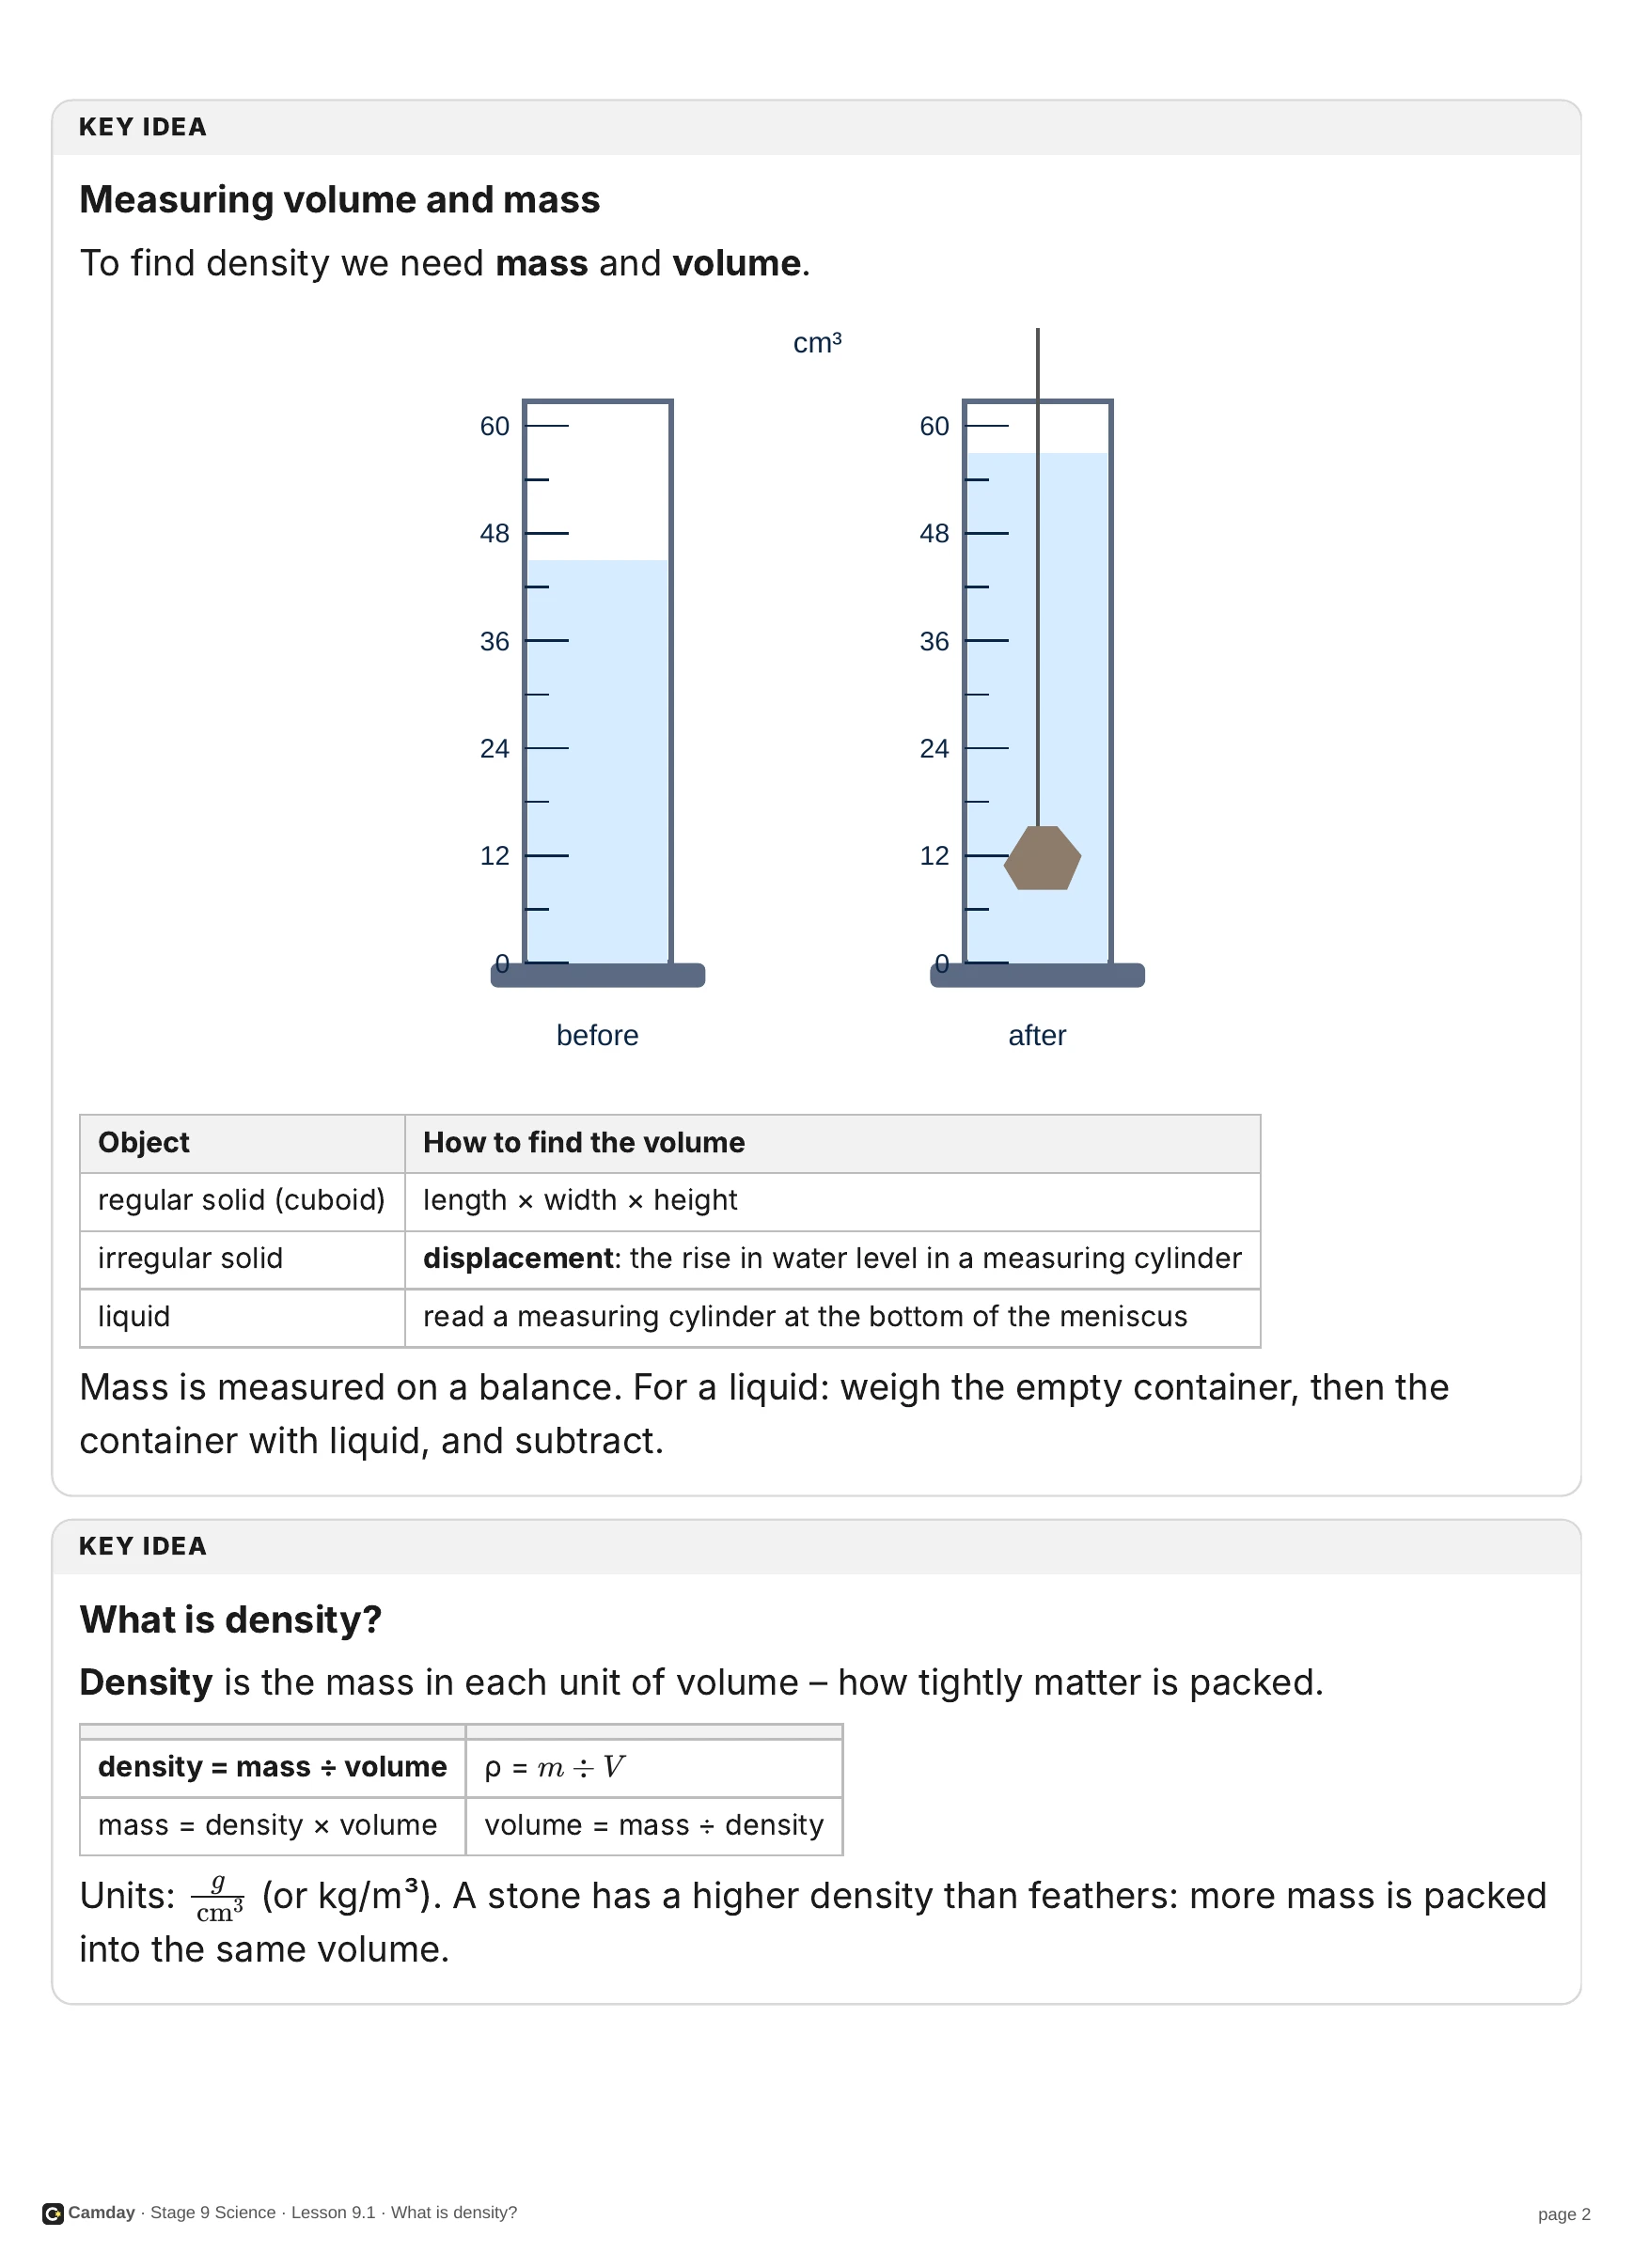 KEY IDEA
Measuring volume and mass
To find density we need mass and volume.
cm³
60
48
36
24
12
0
before
60
48
36
24
12
0
after
Object How to find the volume
regular solid (cuboid) length × width × height
irregular solid displacement: the rise in water level in a measuring cylinder
liquid read a measuring cylinder at the bottom of the meniscus
Mass is measured on a balance. For a liquid: weigh the empty container, then the
container with liquid, and subtract.
KEY IDEA
What is density?
Density is the mass in each unit of volume – how tightly matter is packed.
density = mass ÷ volume ρ = m ÷ V
mass = density × volume volume = mass ÷ density
Units: g/cm³ (or kg/m³). A stone has a higher density than feathers: more mass is packed
into the same volume.
Camday · Stage 9 Science · Lesson 9.1 · What is density? page 2